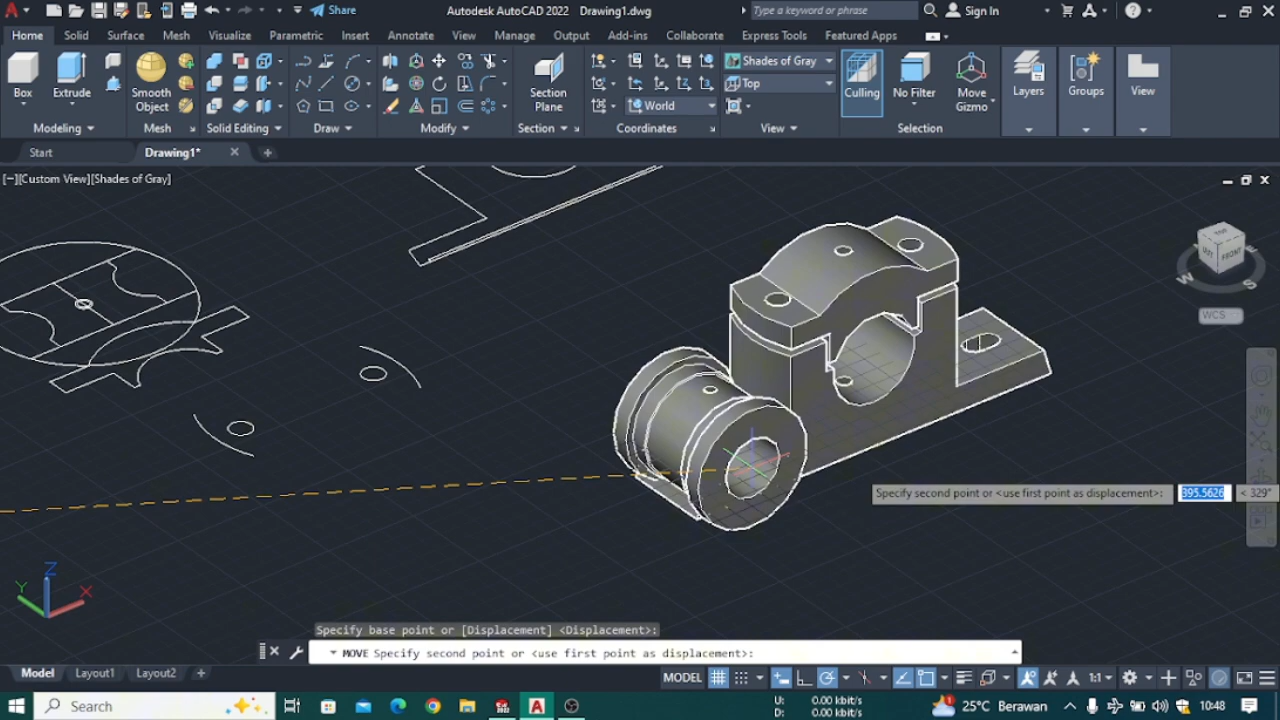 Share
Autodesk AutoCAD 2022 Drawing1.dwg
Type a keyword or phrase
Sign In
Home Solid Surface Mesh Visualize Parametric Insert Annotate View Manage Output Add-ins Collaborate Express Tools Featured Apps
Box
Extrude
Smooth
Object
Section
Plane
Shades of Gray
Top
World
Culling
No Filter
Move
Gizmo
Layers
Groups
View
Modeling
Mesh
Solid Editing
Draw
Modify
Section
Coordinates
View
Selection
Start
Drawing1*
[−][Custom View][Shades of Gray]
TOP
FRONT
W
S
WCS
Specify second point or <use first point as displacement>: 395.5626 < 329°
Z
Y
X
Specify base point or [Displacement] <Displacement>:
MOVE Specify second point or <use first point as displacement>:
Model Layout1 Layout2
MODEL
1:1
Search
U: 0.00 kbit/s
D: 0.00 kbit/s
25°C Berawan
10:48